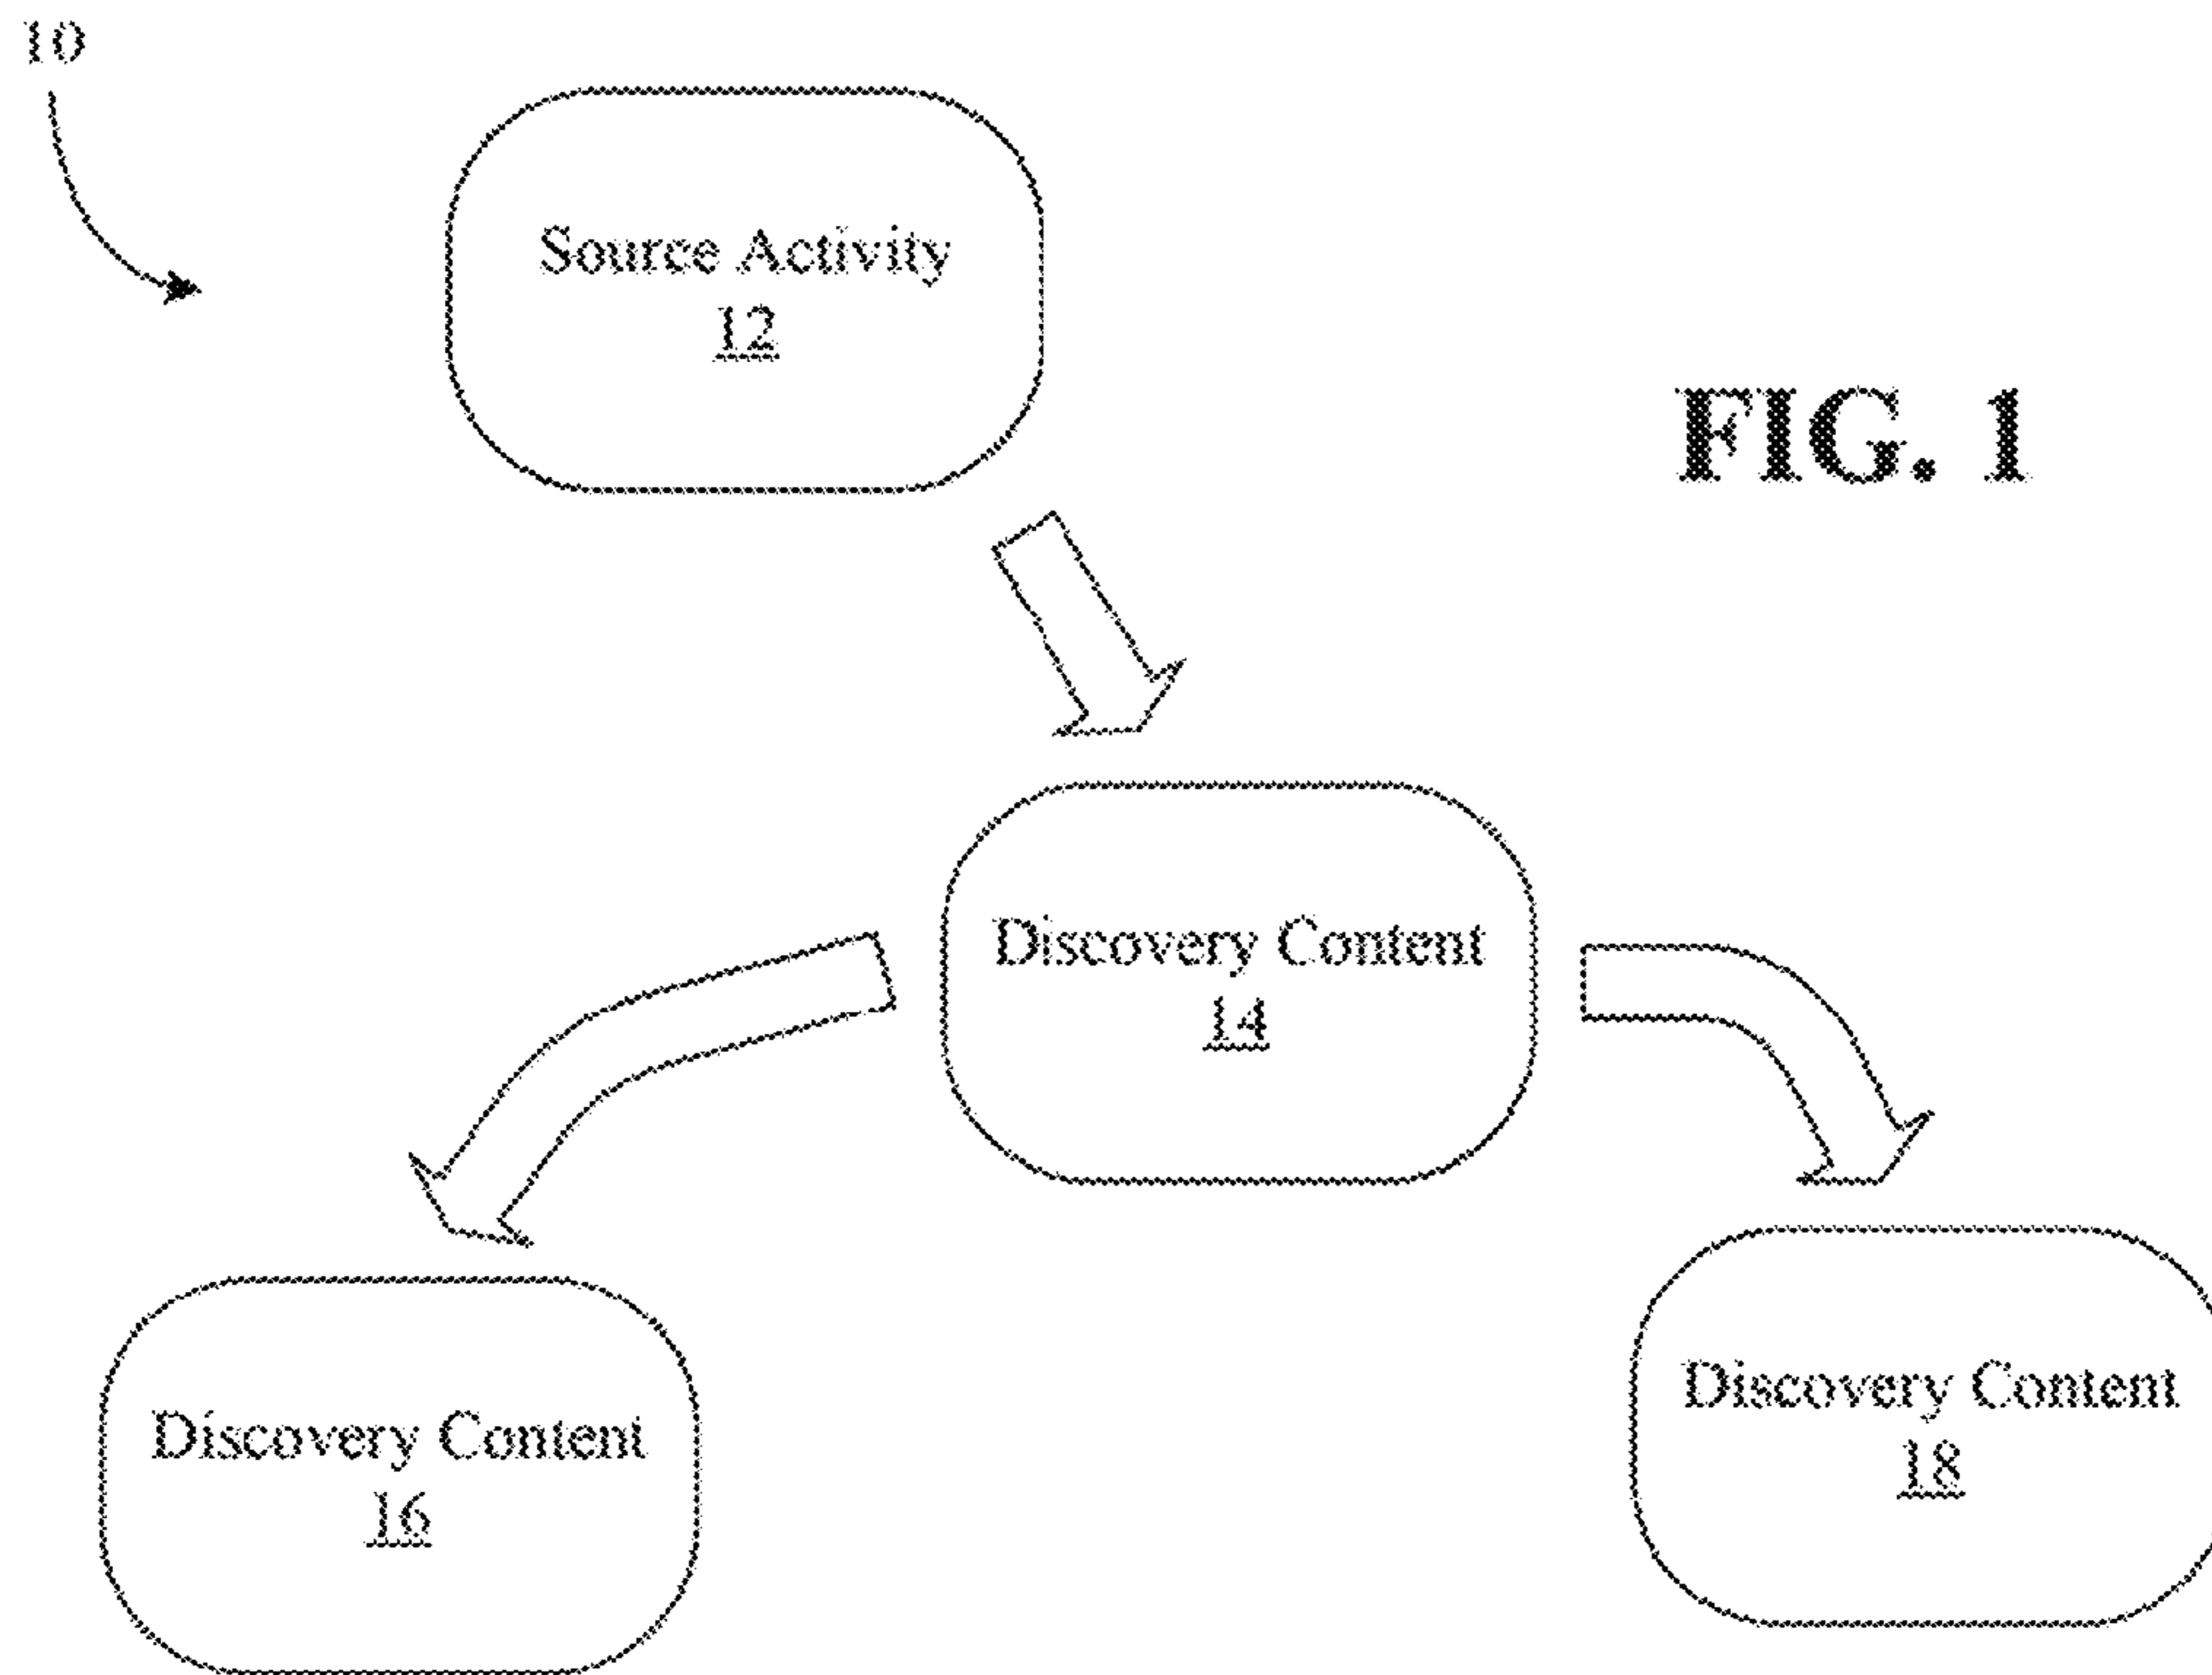 10
Source Activity
12
FIG. 1
Discovery Content
14
Discovery Content
18
Discovery Content
16